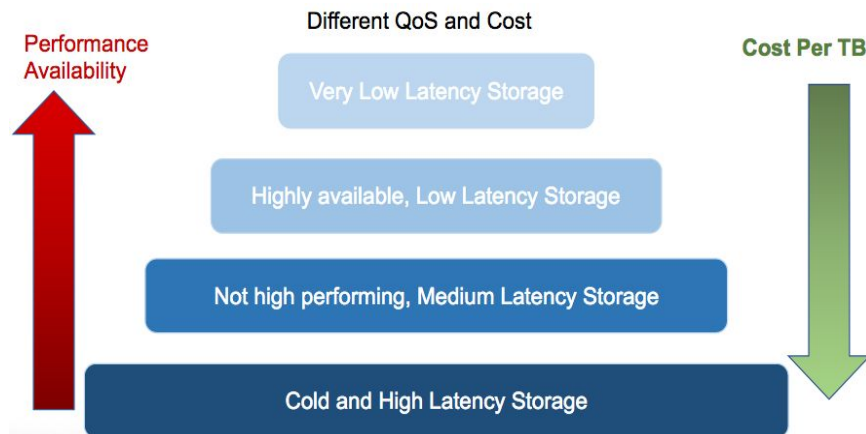 Different QoS and Cost
Performance
Availability
Cost Per TB
Very Low Latency Storage
Highly available, Low Latency Storage
Not high performing, Medium Latency Storage
Cold and High Latency Storage